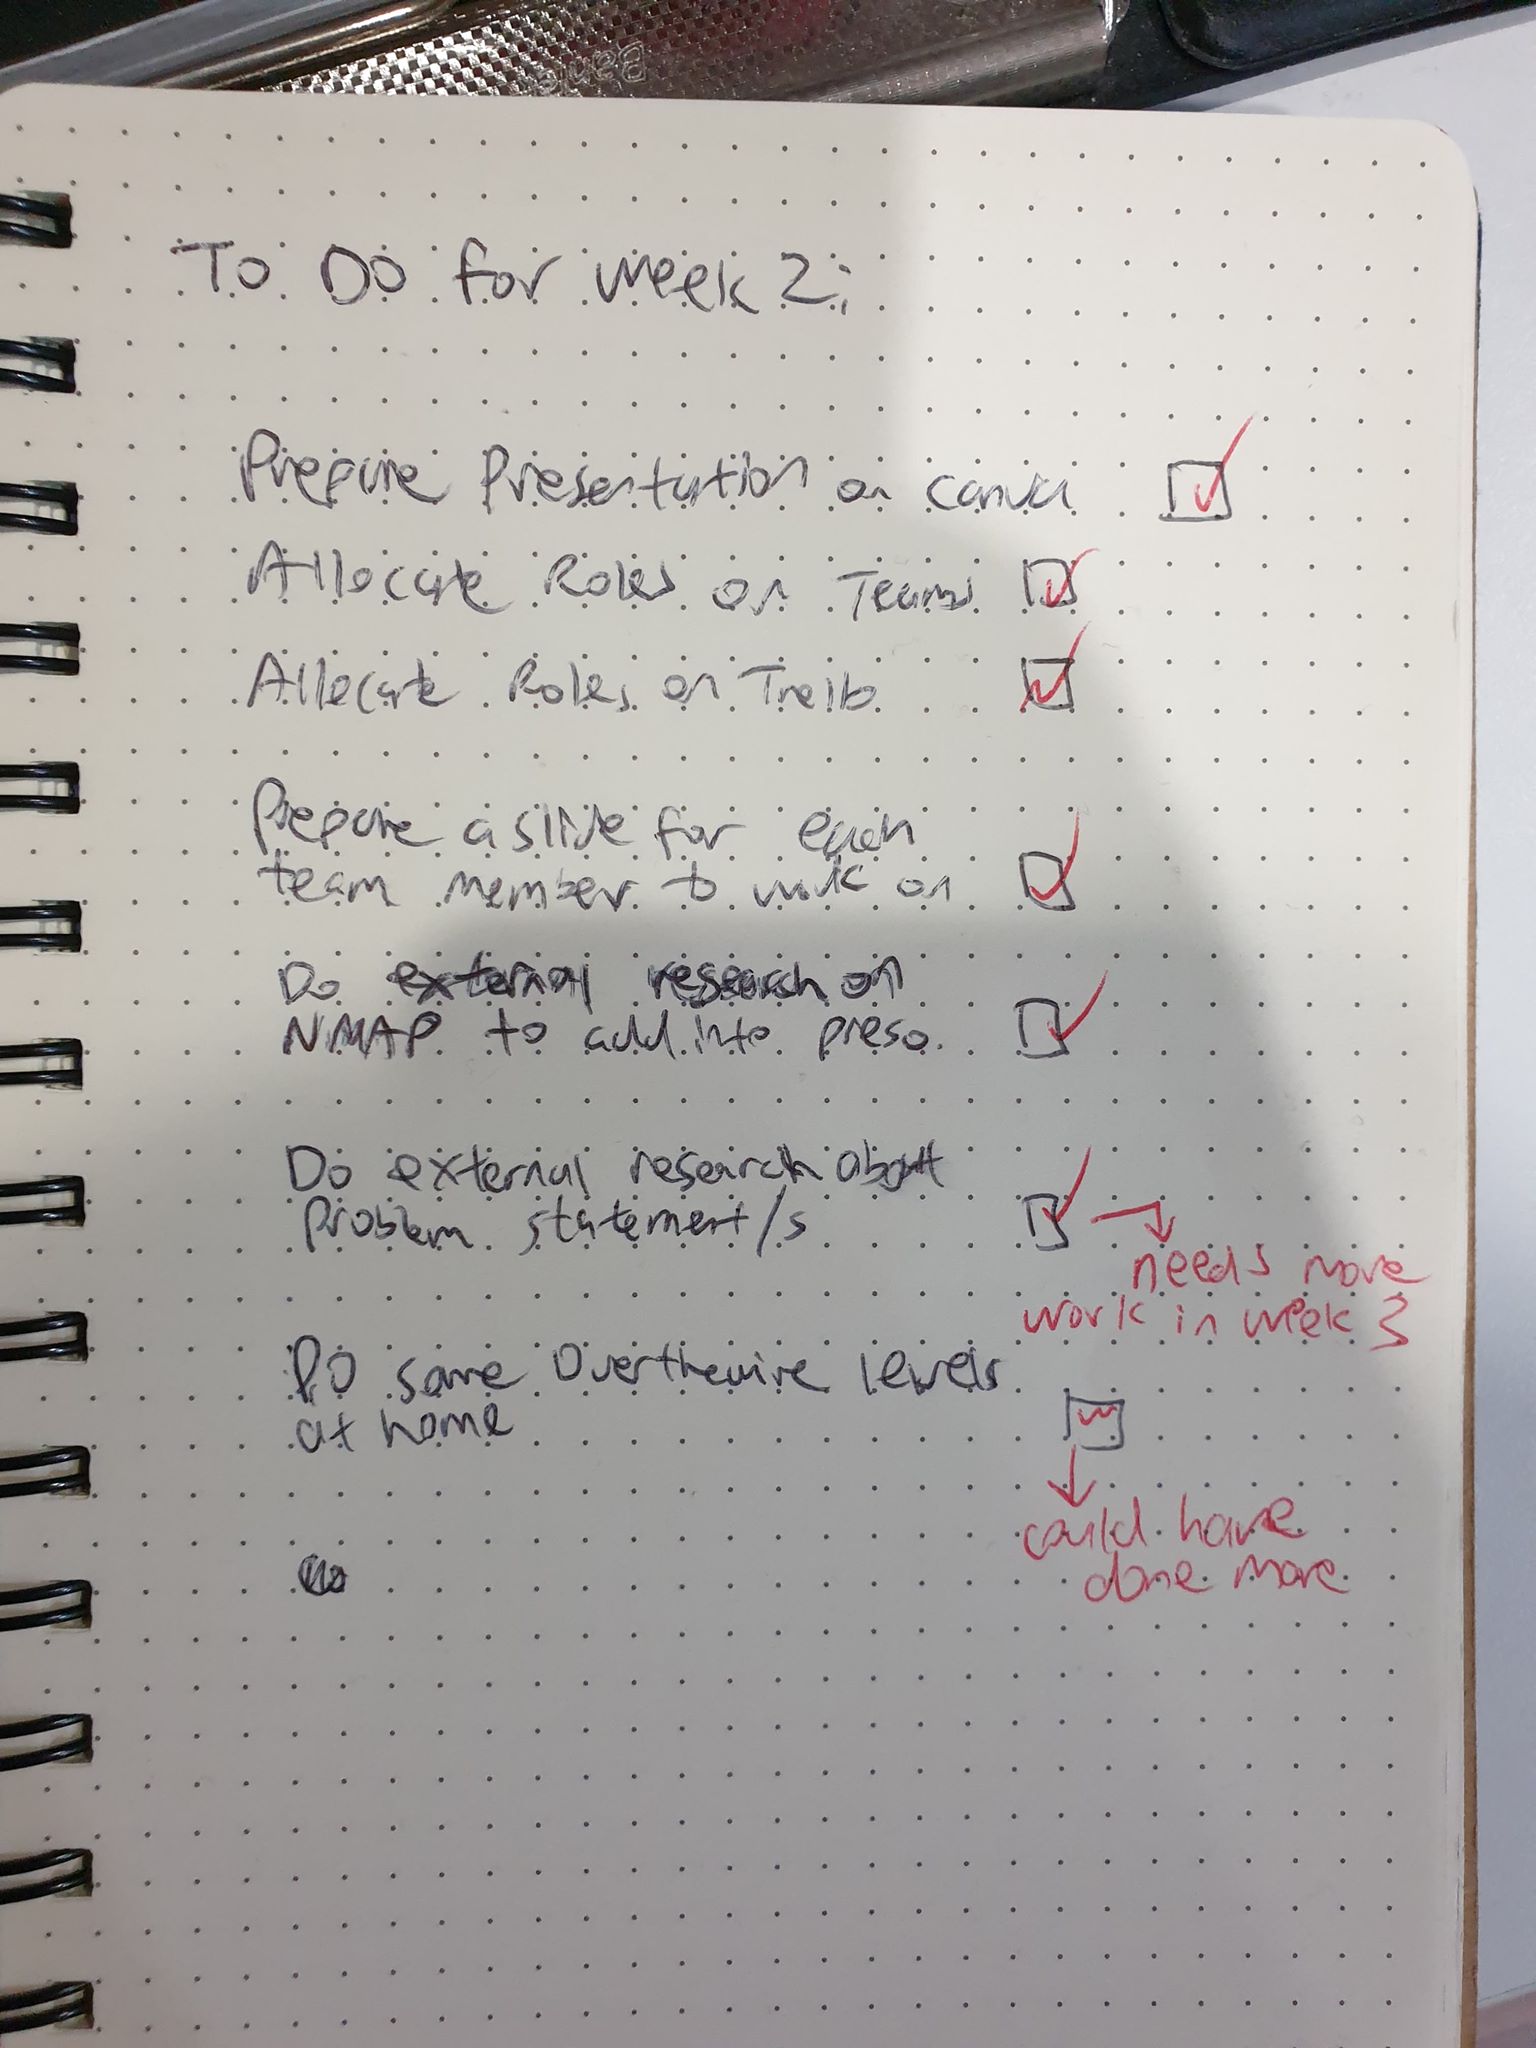 To Do for week 2:
Prepare Presentation on canva
Allocate Roles on Teams
Allocate Roles on Trello
Prepare a slide for each
team member to work on
Do external research on
NMAP to add into preso.
Do external research about
Problem statement/s
needs more
work in week 3
DO some Overthewire levels
at home
could have
done more